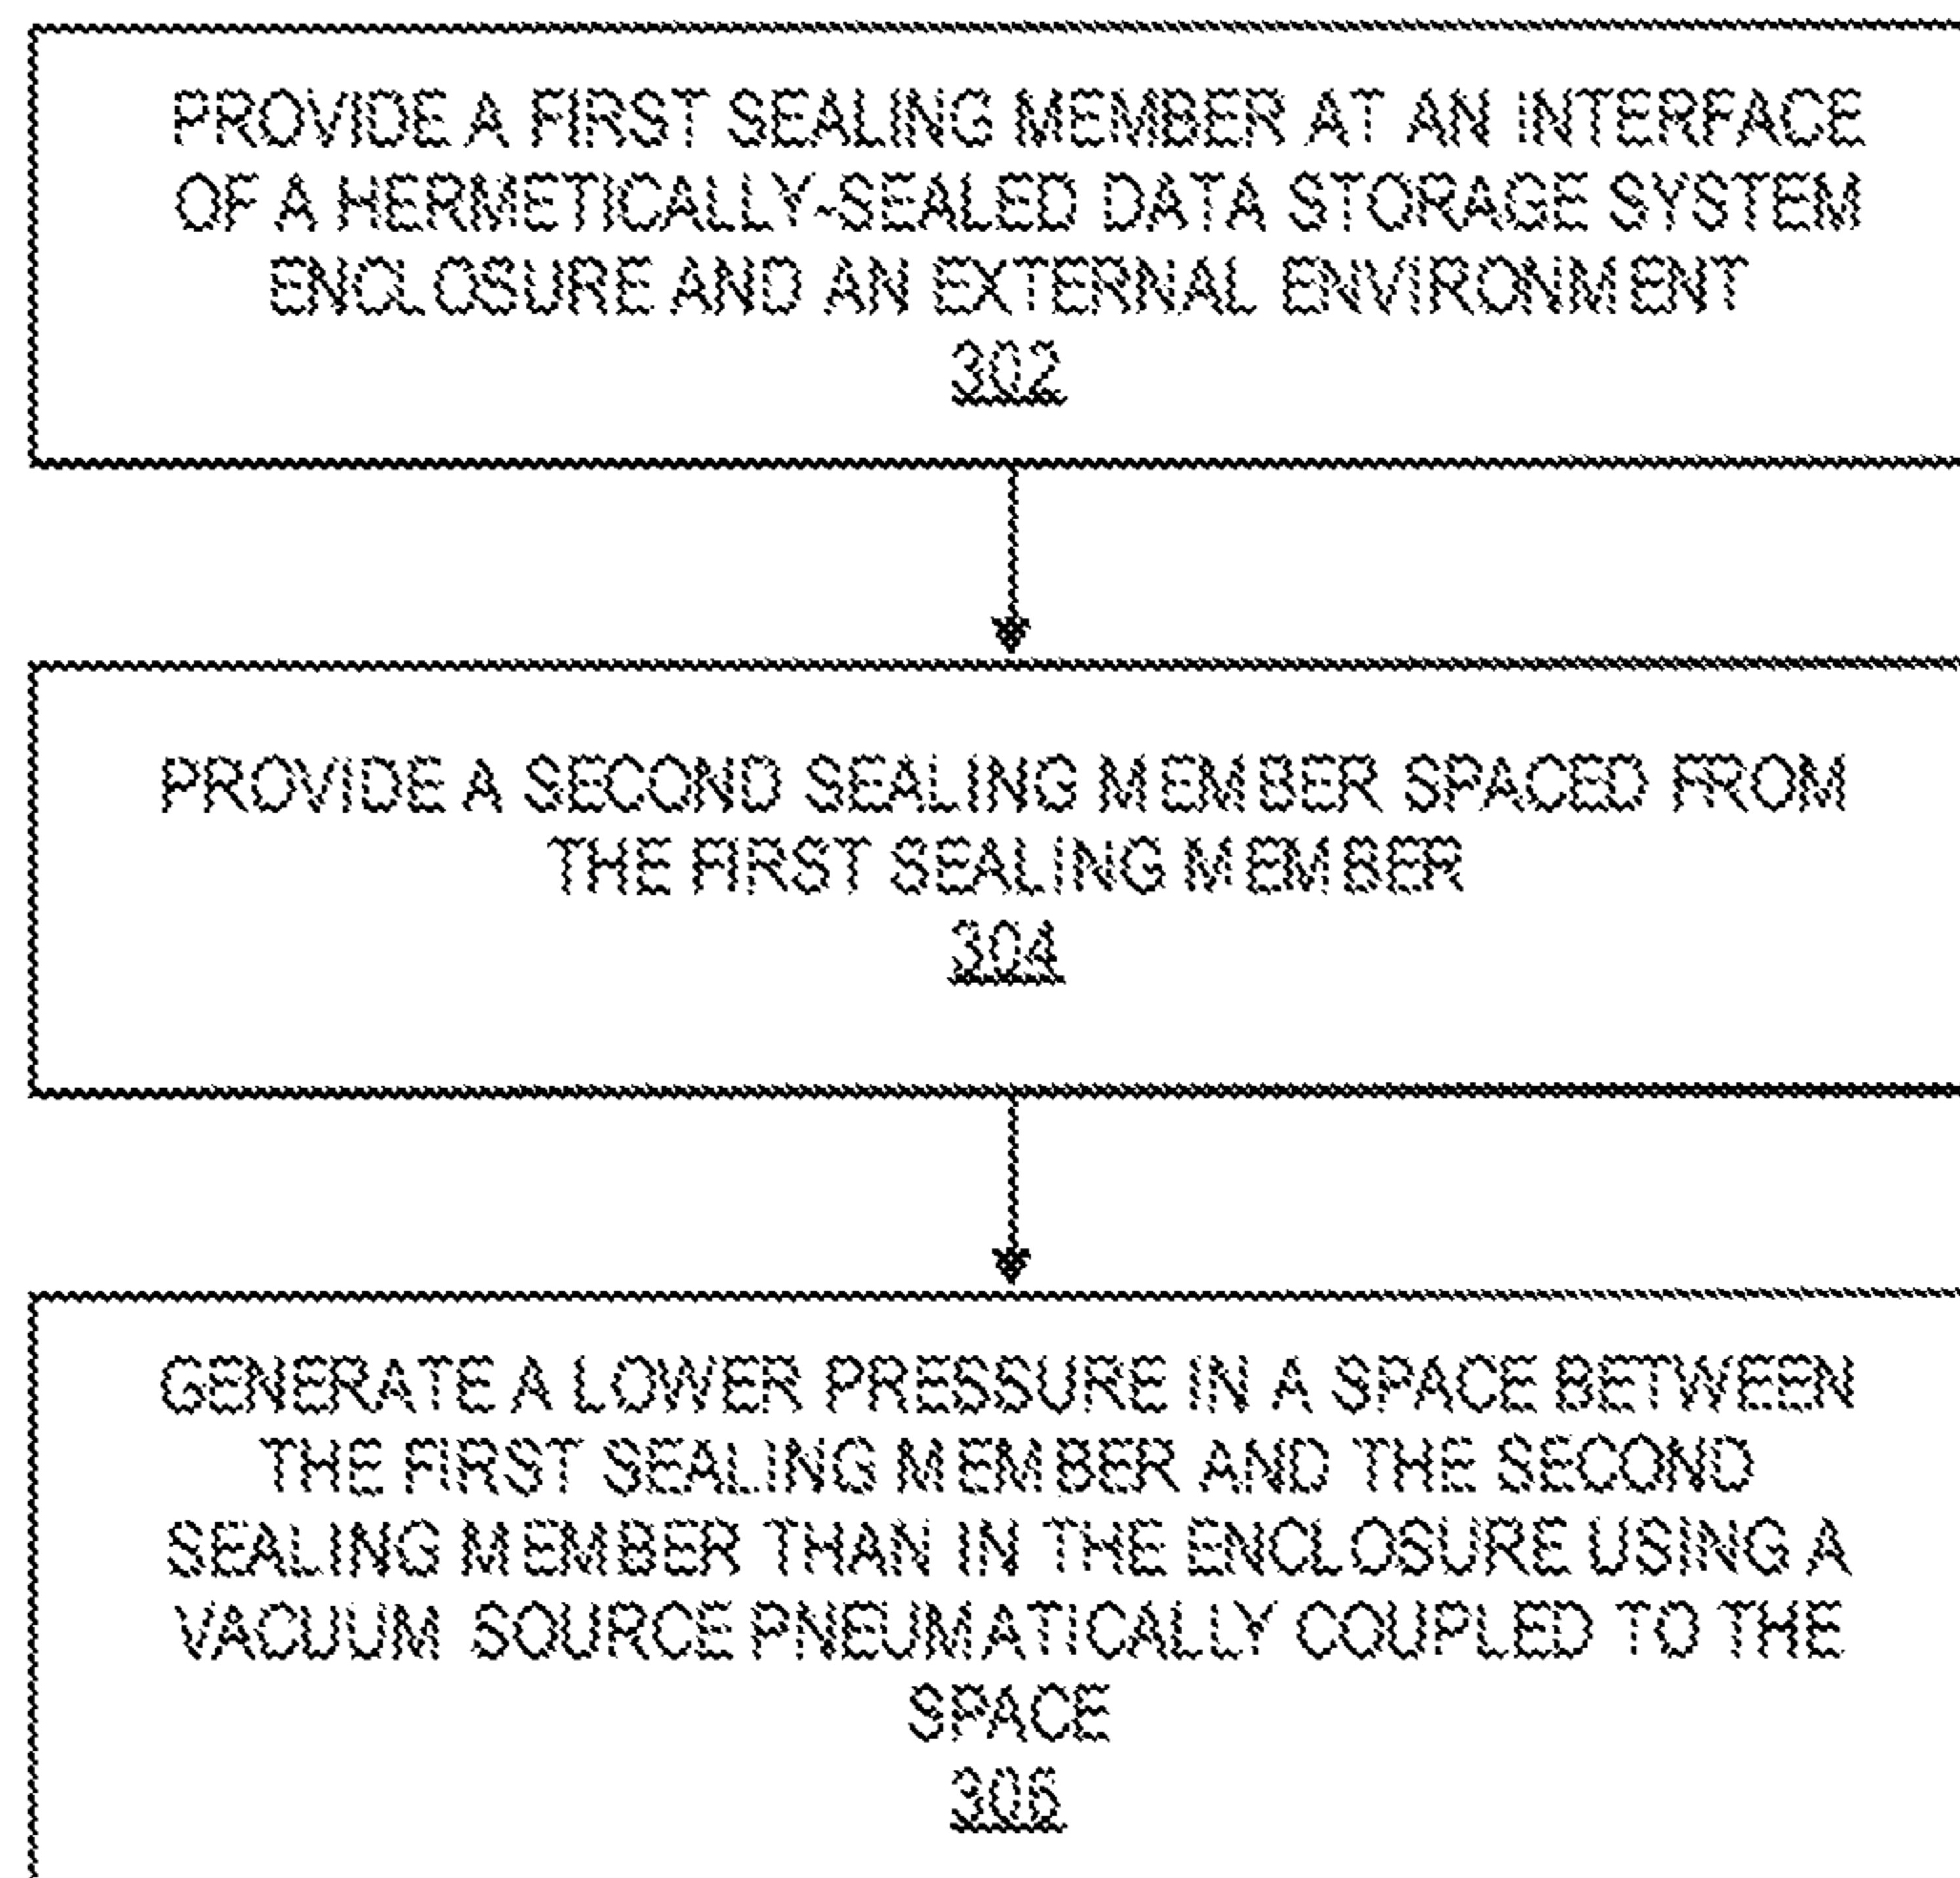 PROVIDE A FIRST SEALING MEMBER AT AN INTERFACE
OF A HERMETICALLY-SEALED DATA STORAGE SYSTEM
ENCLOSURE AND AN EXTERNAL ENVIRONMENT
302
PROVIDE A SECOND SEALING MEMBER SPACED FROM
THE FIRST SEALING MEMBER
304
GENERATE A LOWER PRESSURE IN A SPACE BETWEEN
THE FIRST SEALING MEMBER AND THE SECOND
SEALING MEMBER THAN IN THE ENCLOSURE USING A
VACUUM SOURCE PNEUMATICALLY COUPLED TO THE
SPACE
306